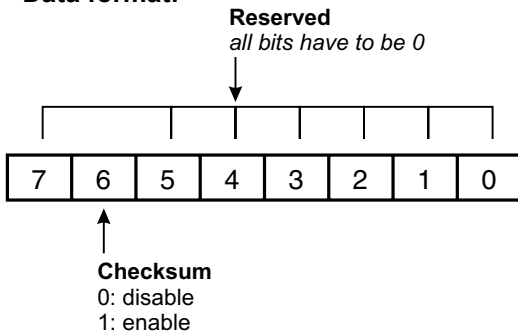 Data format:
Reserved
all bits have to be 0
7 6 5 4 3 2 1 0
Checksum
0: disable
1: enable